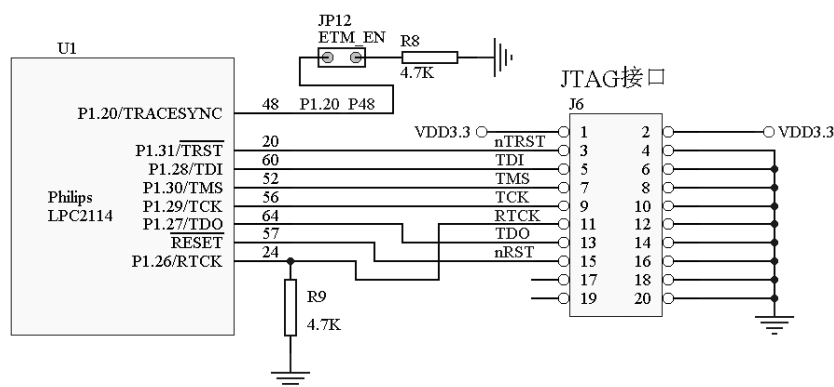 JP12
ETM_EN
R8
4.7K
U1
JTAG接口
J6
P1.20/TRACESYNC 48 P1.20 P48
VDD3.3 1 2 VDD3.3
P1.31/TRST 20 nTRST 3 4
P1.28/TDI 60 TDI 5 6
P1.30/TMS 52 TMS 7 8
Philips
LPC2114
P1.29/TCK 56 TCK 9 10
P1.27/TDO 64 RTCK 11 12
RESET 57 TDO 13 14
P1.26/RTCK 24 nRST 15 16
17 18
19 20
R9
4.7K